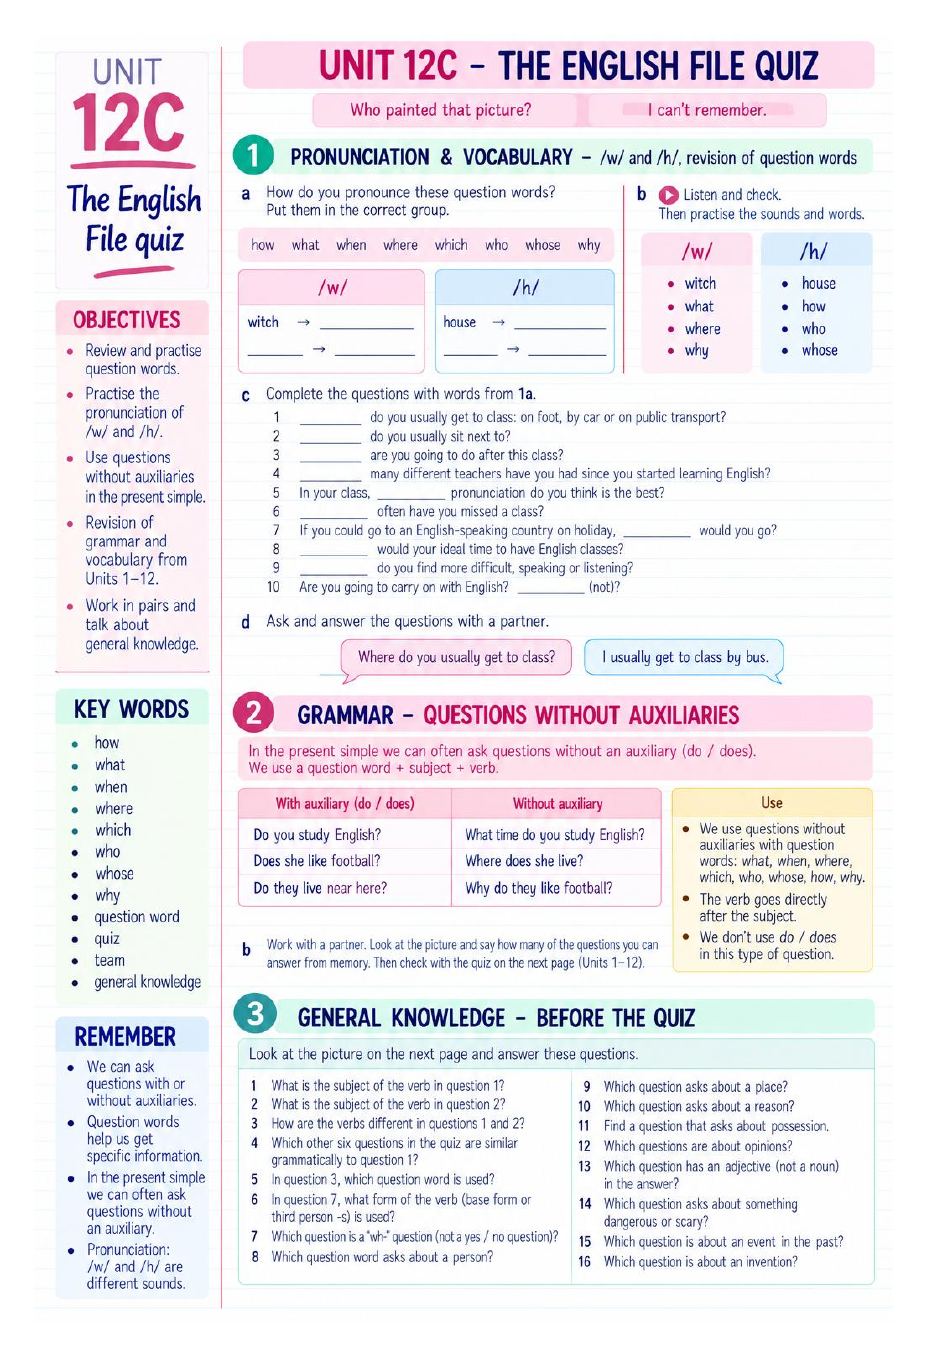 UNIT
12C
The English
File quiz
OBJECTIVES
• Review and practise
question words.
• Practise the
pronunciation of
/w/ and /h/.
• Use questions
without auxiliaries
in the present simple.
• Revision of
grammar and
vocabulary from
Units 1–12.
• Work in pairs and
talk about
general knowledge.
KEY WORDS
• how
• what
• when
• where
• which
• who
• whose
• why
• question word
• quiz
• team
• general knowledge
REMEMBER
• We can ask
questions with or
without auxiliaries.
• Question words
help us get
specific information.
• In the present simple
we can often ask
questions without
an auxiliary.
• Pronunciation:
/w/ and /h/ are
different sounds.
UNIT 12C – THE ENGLISH FILE QUIZ
Who painted that picture? I can't remember.
1 PRONUNCIATION & VOCABULARY – /w/ and /h/, revision of question words
a How do you pronounce these question words?
Put them in the correct group.
how what when where which who whose why
/w/ /h/
witch → ____________ house → ____________
_______ → __________ _______ → __________
b Listen and check.
Then practise the sounds and words.
/w/
• witch
• what
• where
• why
/h/
• house
• how
• who
• whose
c Complete the questions with words from 1a.
1 ________ do you usually get to class: on foot, by car or on public transport?
2 ________ do you usually sit next to?
3 ________ are you going to do after this class?
4 ________ many different teachers have you had since you started learning English?
5 In your class, _________ pronunciation do you think is the best?
6 _________ often have you missed a class?
7 If you could go to an English-speaking country on holiday, _________ would you go?
8 _________ would your ideal time to have English classes?
9 _________ do you find more difficult, speaking or listening?
10 Are you going to carry on with English? _________ (not)?
d Ask and answer the questions with a partner.
Where do you usually get to class? I usually get to class by bus.
2 GRAMMAR – QUESTIONS WITHOUT AUXILIARIES
In the present simple we can often ask questions without an auxiliary (do / does).
We use a question word + subject + verb.
With auxiliary (do / does) Without auxiliary
Do you study English? What time do you study English?
Does she like football? Where does she live?
Do they live near here? Why do they like football?
Use
• We use questions without
auxiliaries with question
words: what, when, where,
which, who, whose, how, why.
• The verb goes directly
after the subject.
• We don't use do / does
in this type of question.
b Work with a partner. Look at the picture and say how many of the questions you can
answer from memory. Then check with the quiz on the next page (Units 1–12).
3 GENERAL KNOWLEDGE – BEFORE THE QUIZ
Look at the picture on the next page and answer these questions.
1 What is the subject of the verb in question 1?
2 What is the subject of the verb in question 2?
3 How are the verbs different in questions 1 and 2?
4 Which other six questions in the quiz are similar
grammatically to question 1?
5 In question 3, which question word is used?
6 In question 7, what form of the verb (base form or
third person -s) is used?
7 Which question is a "wh-" question (not a yes / no question)?
8 Which question word asks about a person?
9 Which question asks about a place?
10 Which question asks about a reason?
11 Find a question that asks about possession.
12 Which questions are about opinions?
13 Which question has an adjective (not a noun)
in the answer?
14 Which question asks about something
dangerous or scary?
15 Which question is about an event in the past?
16 Which question is about an invention?